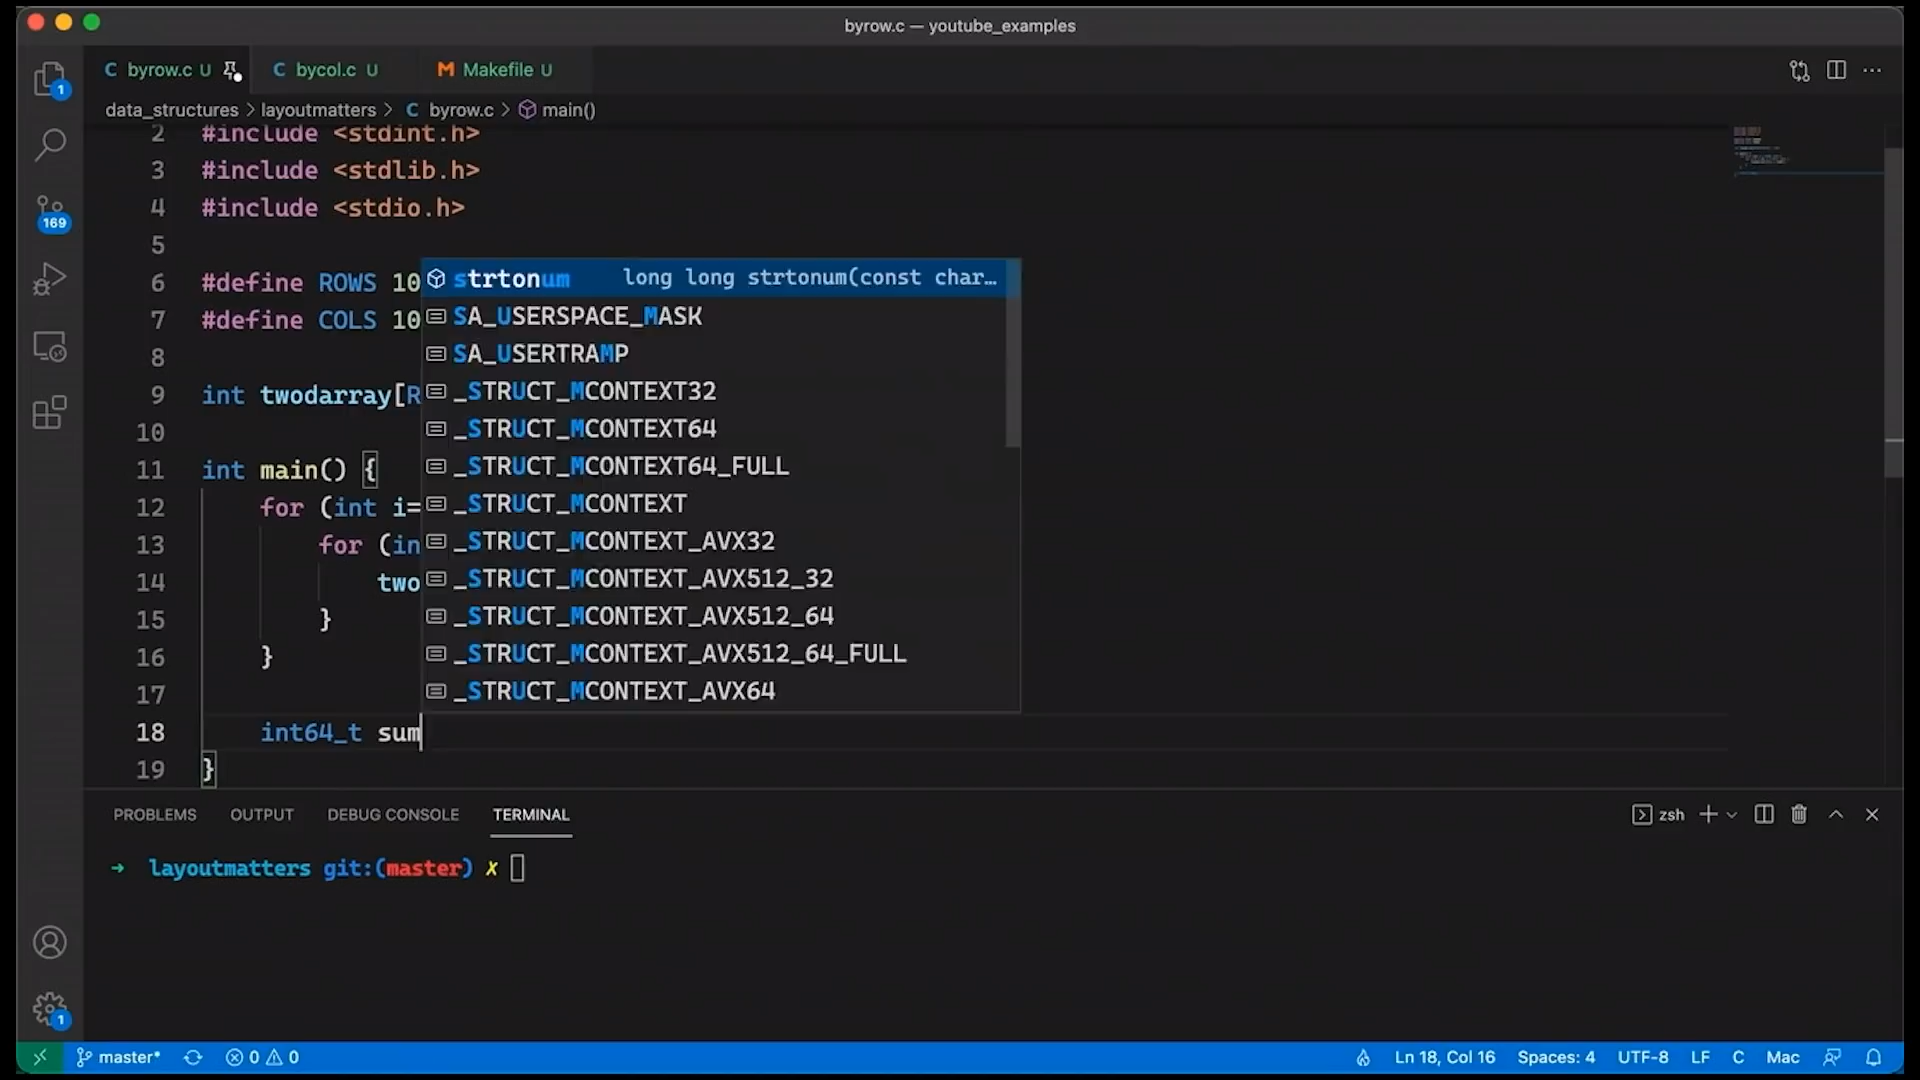 byrow.c — youtube_examples
C byrow.c U C bycol.c U M Makefile U
data_structures > layoutmatters > C byrow.c > main()
1
169
2 #include <stdint.h>
3 #include <stdlib.h>
4 #include <stdio.h>
5
6 #define ROWS 10
7 #define COLS 10
8
9 int twodarray[R
10
11 int main() {
12 for (int i=
13 for (in
14 two
15 }
16 }
17
18 int64_t sum
19 }
strtonum long long strtonum(const char…
SA_USERSPACE_MASK
SA_USERTRAMP
_STRUCT_MCONTEXT32
_STRUCT_MCONTEXT64
_STRUCT_MCONTEXT64_FULL
_STRUCT_MCONTEXT
_STRUCT_MCONTEXT_AVX32
_STRUCT_MCONTEXT_AVX512_32
_STRUCT_MCONTEXT_AVX512_64
_STRUCT_MCONTEXT_AVX512_64_FULL
_STRUCT_MCONTEXT_AVX64
PROBLEMS OUTPUT DEBUG CONSOLE TERMINAL zsh
→ layoutmatters git:(master) ✗
1
master* 0 0 Ln 18, Col 16 Spaces: 4 UTF-8 LF C Mac